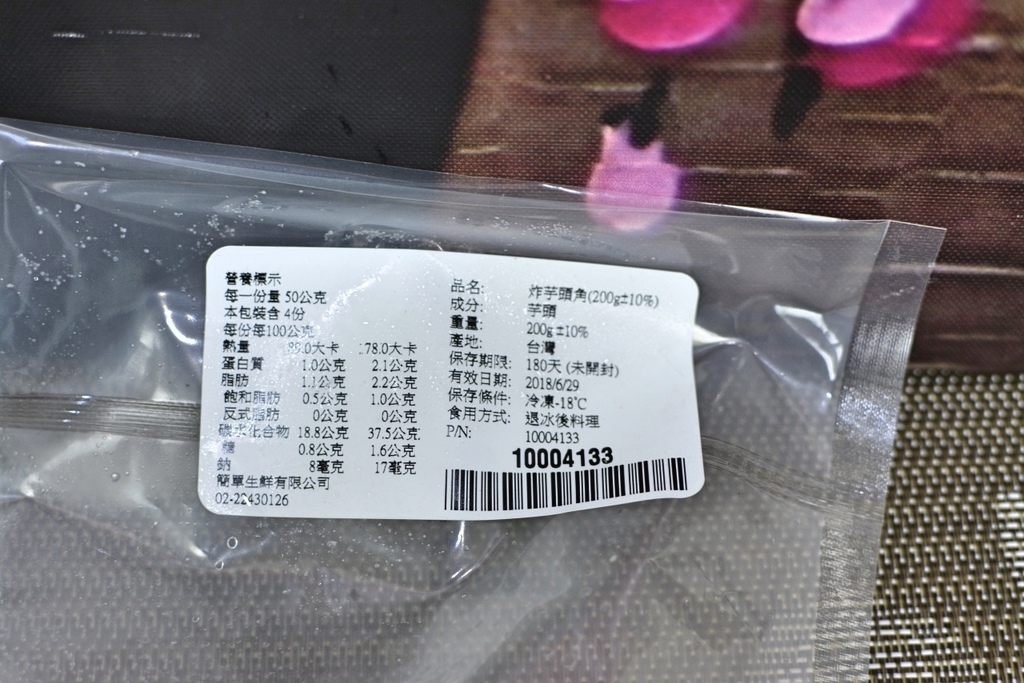 營養標示
每一份量 50公克
本包裝含 4份
每份每100公克
熱量 89.0大卡 178.0大卡
蛋白質 1.0公克 2.1公克
脂肪 1.1公克 2.2公克
飽和脂肪 0.5公克 1.0公克
反式脂肪 0公克 0公克
碳水化合物 18.8公克 37.5公克
糖 0.8公克 1.6公克
鈉 8毫克 17毫克
簡單生鮮有限公司
02-22430126
品名: 炸芋頭角(200g±10%)
成分: 芋頭
重量: 200g ±10%
產地: 台灣
保存期限: 180天 (未開封)
有效日期: 2018/6/29
保存條件: 冷凍-18°C
食用方式: 退冰後料理
P/N: 10004133
10004133